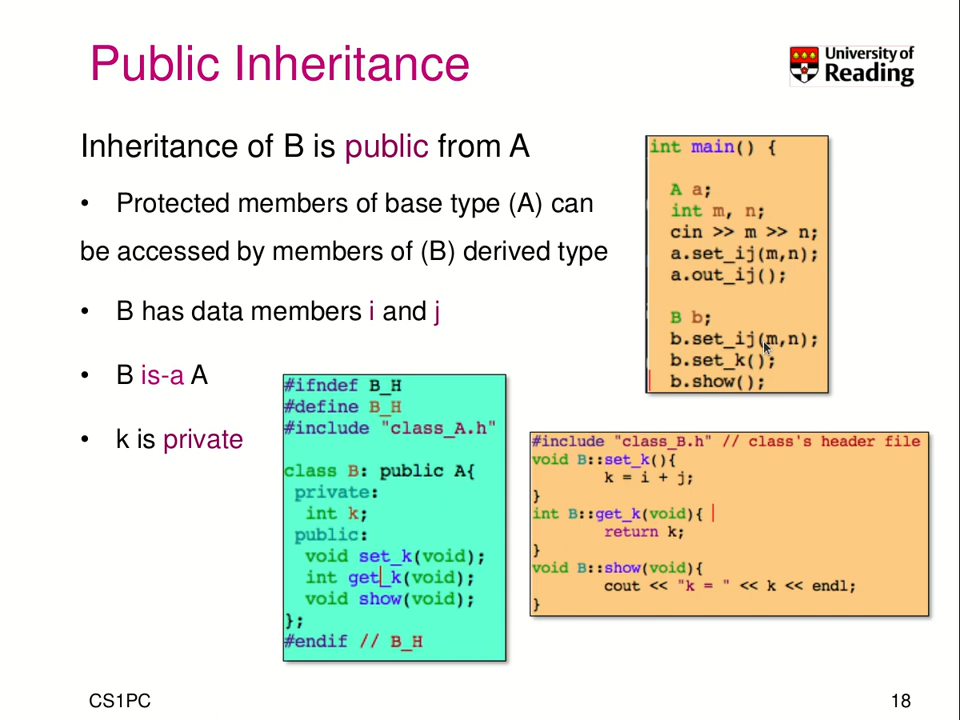 Public Inheritance
University of
Reading
Inheritance of B is public from A
• Protected members of base type (A) can
be accessed by members of (B) derived type
• B has data members i and j
• B is-a A
• k is private
int main() {
A a;
int m, n;
cin >> m >> n;
a.set_ij(m,n);
a.out_ij();
B b;
b.set_ij(m,n);
b.set_k();
b.show();
#ifndef B_H
#define B_H
#include "class_A.h"
class B: public A{
private:
int k;
public:
void set_k(void);
int get_k(void);
void show(void);
};
#endif // B_H
#include "class_B.h" // class's header file
void B::set_k(){
k = i + j;
}
int B::get_k(void){
return k;
}
void B::show(void){
cout << "k = " << k << endl;
}
CS1PC
18